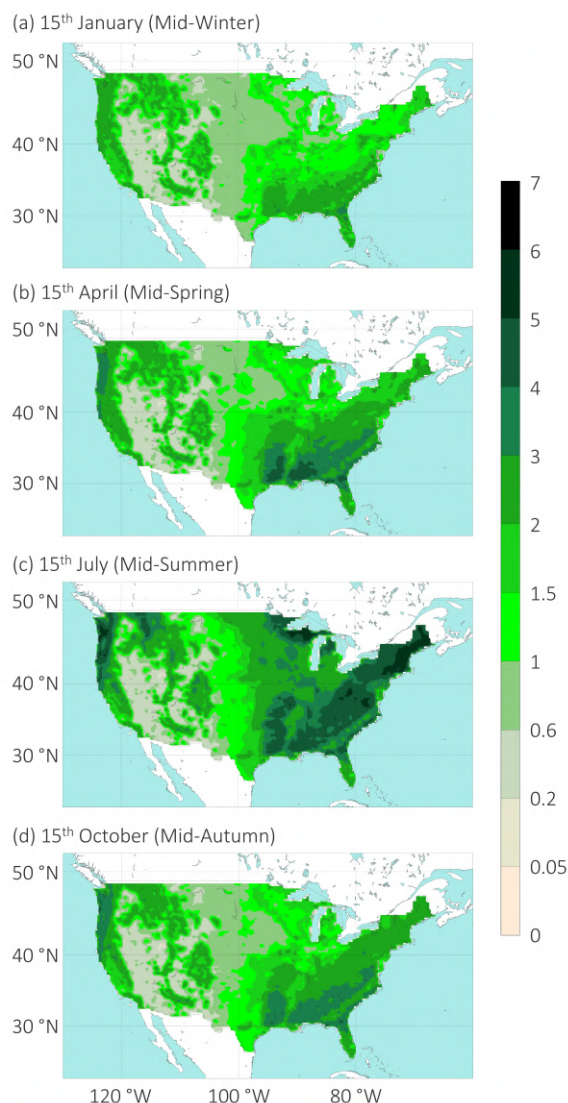 (a) 15th January (Mid-Winter)
50 °N
40 °N
30 °N
(b) 15th April (Mid-Spring)
50 °N
40 °N
30 °N
(c) 15th July (Mid-Summer)
50 °N
40 °N
30 °N
(d) 15th October (Mid-Autumn)
50 °N
40 °N
30 °N
120 °W 100 °W 80 °W
7
6
5
4
3
2
1.5
1
0.6
0.2
0.05
0